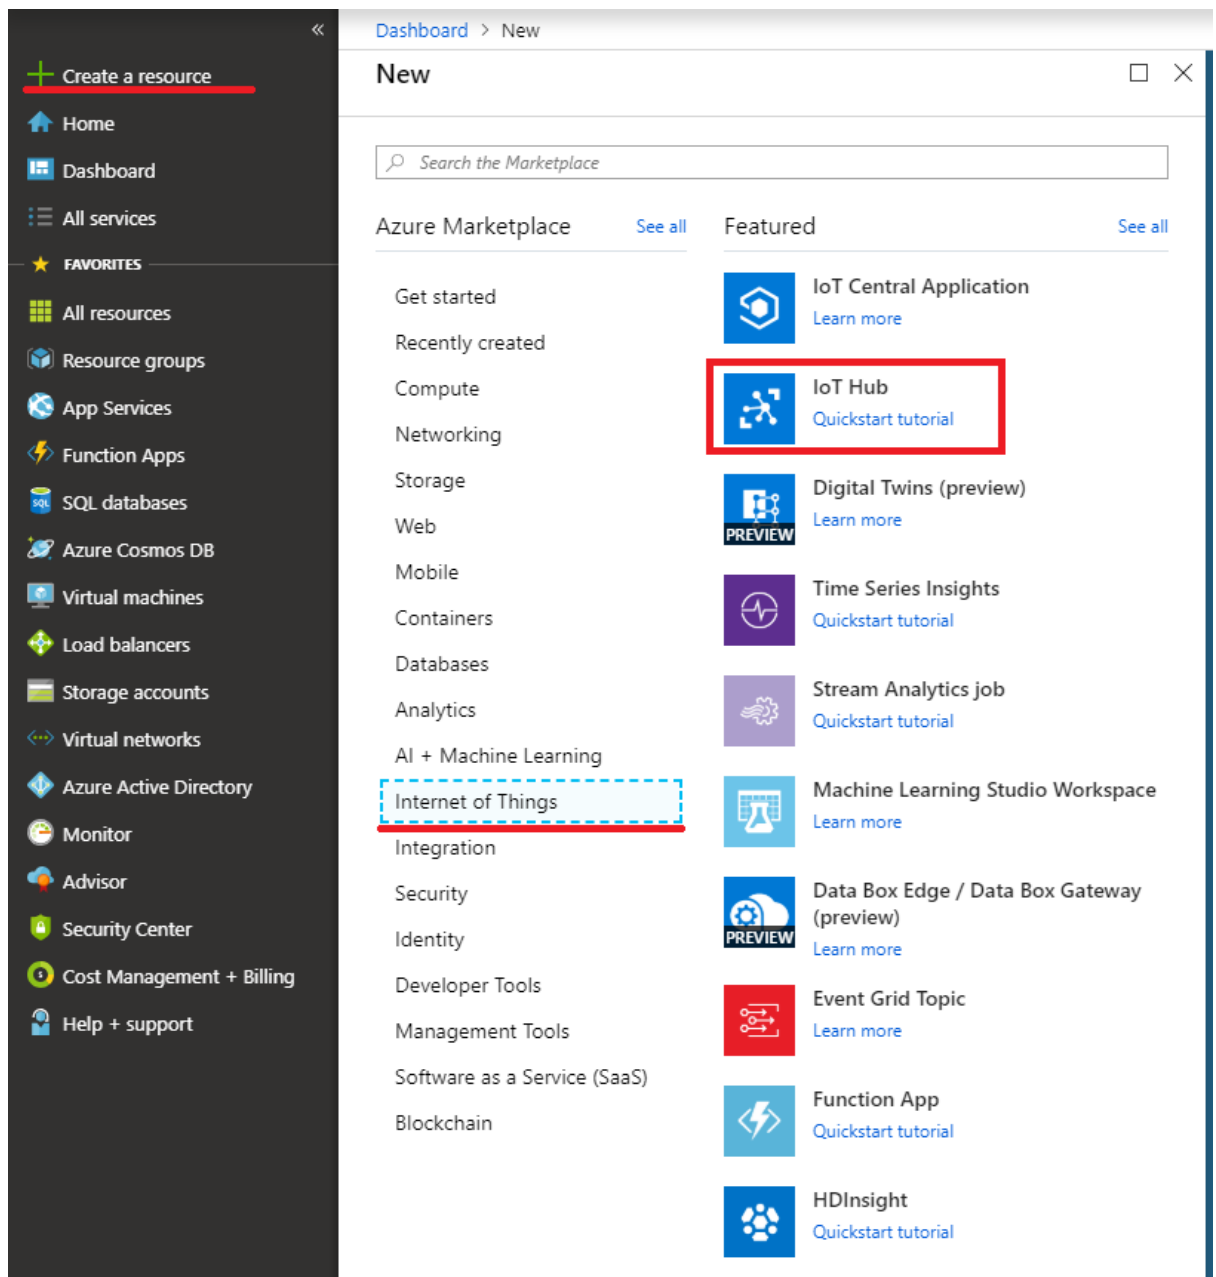 «
Create a resource
Home
Dashboard
All services
FAVORITES
All resources
Resource groups
App Services
Function Apps
SQL
SQL databases
Azure Cosmos DB
Virtual machines
Load balancers
Storage accounts
Virtual networks
Azure Active Directory
Monitor
Advisor
Security Center
Cost Management + Billing
Help + support
Dashboard > New
New
Search the Marketplace
Azure Marketplace See all
Get started
Recently created
Compute
Networking
Storage
Web
Mobile
Containers
Databases
Analytics
AI + Machine Learning
Internet of Things
Integration
Security
Identity
Developer Tools
Management Tools
Software as a Service (SaaS)
Blockchain
Featured See all
IoT Central Application
Learn more
IoT Hub
Quickstart tutorial
Digital Twins (preview)
Learn more
PREVIEW
Time Series Insights
Quickstart tutorial
Stream Analytics job
Quickstart tutorial
Machine Learning Studio Workspace
Learn more
Data Box Edge / Data Box Gateway
(preview)
PREVIEW
Learn more
Event Grid Topic
Learn more
Function App
Quickstart tutorial
HDInsight
Quickstart tutorial